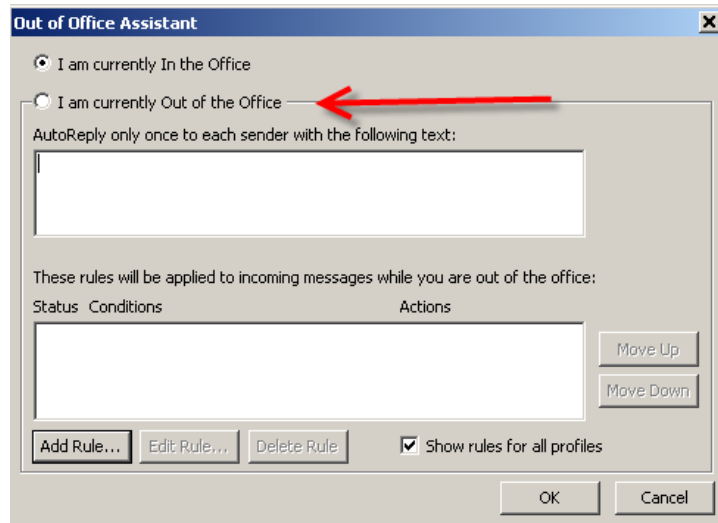 Out of Office Assistant
I am currently In the Office
I am currently Out of the Office
AutoReply only once to each sender with the following text:
These rules will be applied to incoming messages while you are out of the office:
Status Conditions Actions
Move Up
Move Down
Add Rule... Edit Rule... Delete Rule Show rules for all profiles
OK Cancel